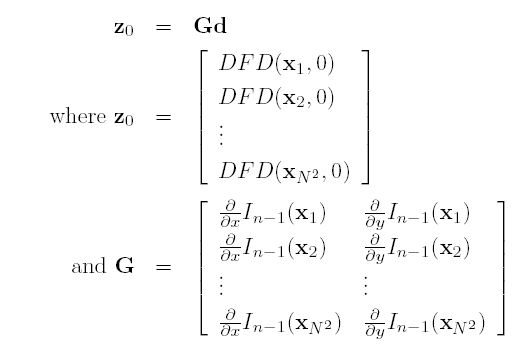 z₀ = Gd
where z₀ = [ DFD(x₁, 0)
DFD(x₂, 0)
⋮
DFD(x_{N²}, 0) ]
and G = [ ∂/∂x I_{n−1}(x₁) ∂/∂y I_{n−1}(x₁)
∂/∂x I_{n−1}(x₂) ∂/∂y I_{n−1}(x₂)
⋮ ⋮
∂/∂x I_{n−1}(x_{N²}) ∂/∂y I_{n−1}(x_{N²}) ]